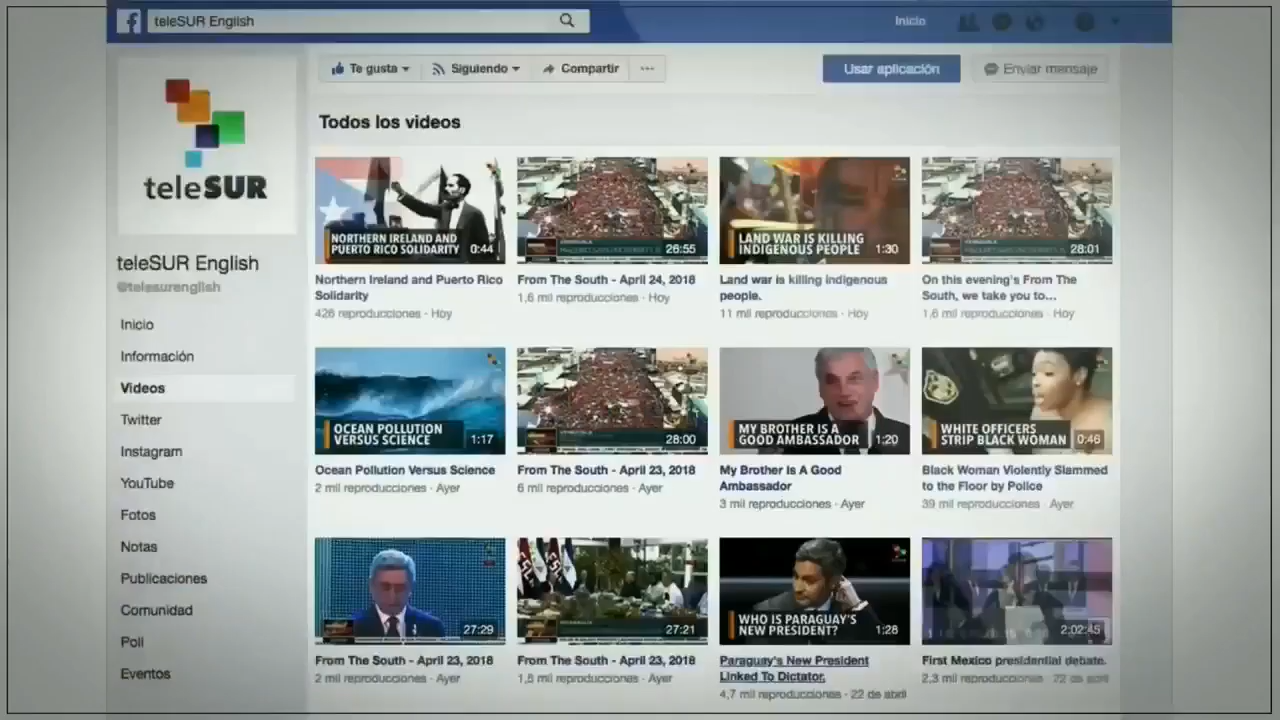 teleSUR English
Inicio
Te gusta
Siguiendo
Compartir
Usar aplicación
Enviar mensaje
teleSUR
teleSUR English
@telesurenglish
Inicio
Información
Videos
Twitter
Instagram
YouTube
Fotos
Notas
Publicaciones
Comunidad
Poll
Eventos
Todos los videos
NORTHERN IRELAND AND
PUERTO RICO SOLIDARITY
0:44
Northern Ireland and Puerto Rico
Solidarity
426 reproducciones · Hoy
26:55
From The South - April 24, 2018
1,6 mil reproducciones · Hoy
LAND WAR IS KILLING
INDIGENOUS PEOPLE
1:30
Land war is killing indigenous
people.
11 mil reproducciones · Hoy
28:01
On this evening's From The
South, we take you to...
1,6 mil reproducciones · Hoy
OCEAN POLLUTION
VERSUS SCIENCE
1:17
Ocean Pollution Versus Science
2 mil reproducciones · Ayer
28:00
From The South - April 23, 2018
6 mil reproducciones · Ayer
MY BROTHER IS A
GOOD AMBASSADOR
1:20
My Brother Is A Good
Ambassador
3 mil reproducciones · Ayer
WHITE OFFICERS
STRIP BLACK WOMAN
0:46
Black Woman Violently Slammed
to the Floor by Police
39 mil reproducciones · Ayer
27:29
From The South - April 23, 2018
2 mil reproducciones · Ayer
27:21
From The South - April 23, 2018
1,8 mil reproducciones · Ayer
WHO IS PARAGUAY'S
NEW PRESIDENT?
1:28
Paraguay's New President
Linked To Dictator.
4,7 mil reproducciones · 22 de abril
2:02:45
First Mexico presidential debate.
2,3 mil reproducciones · 22 de abril